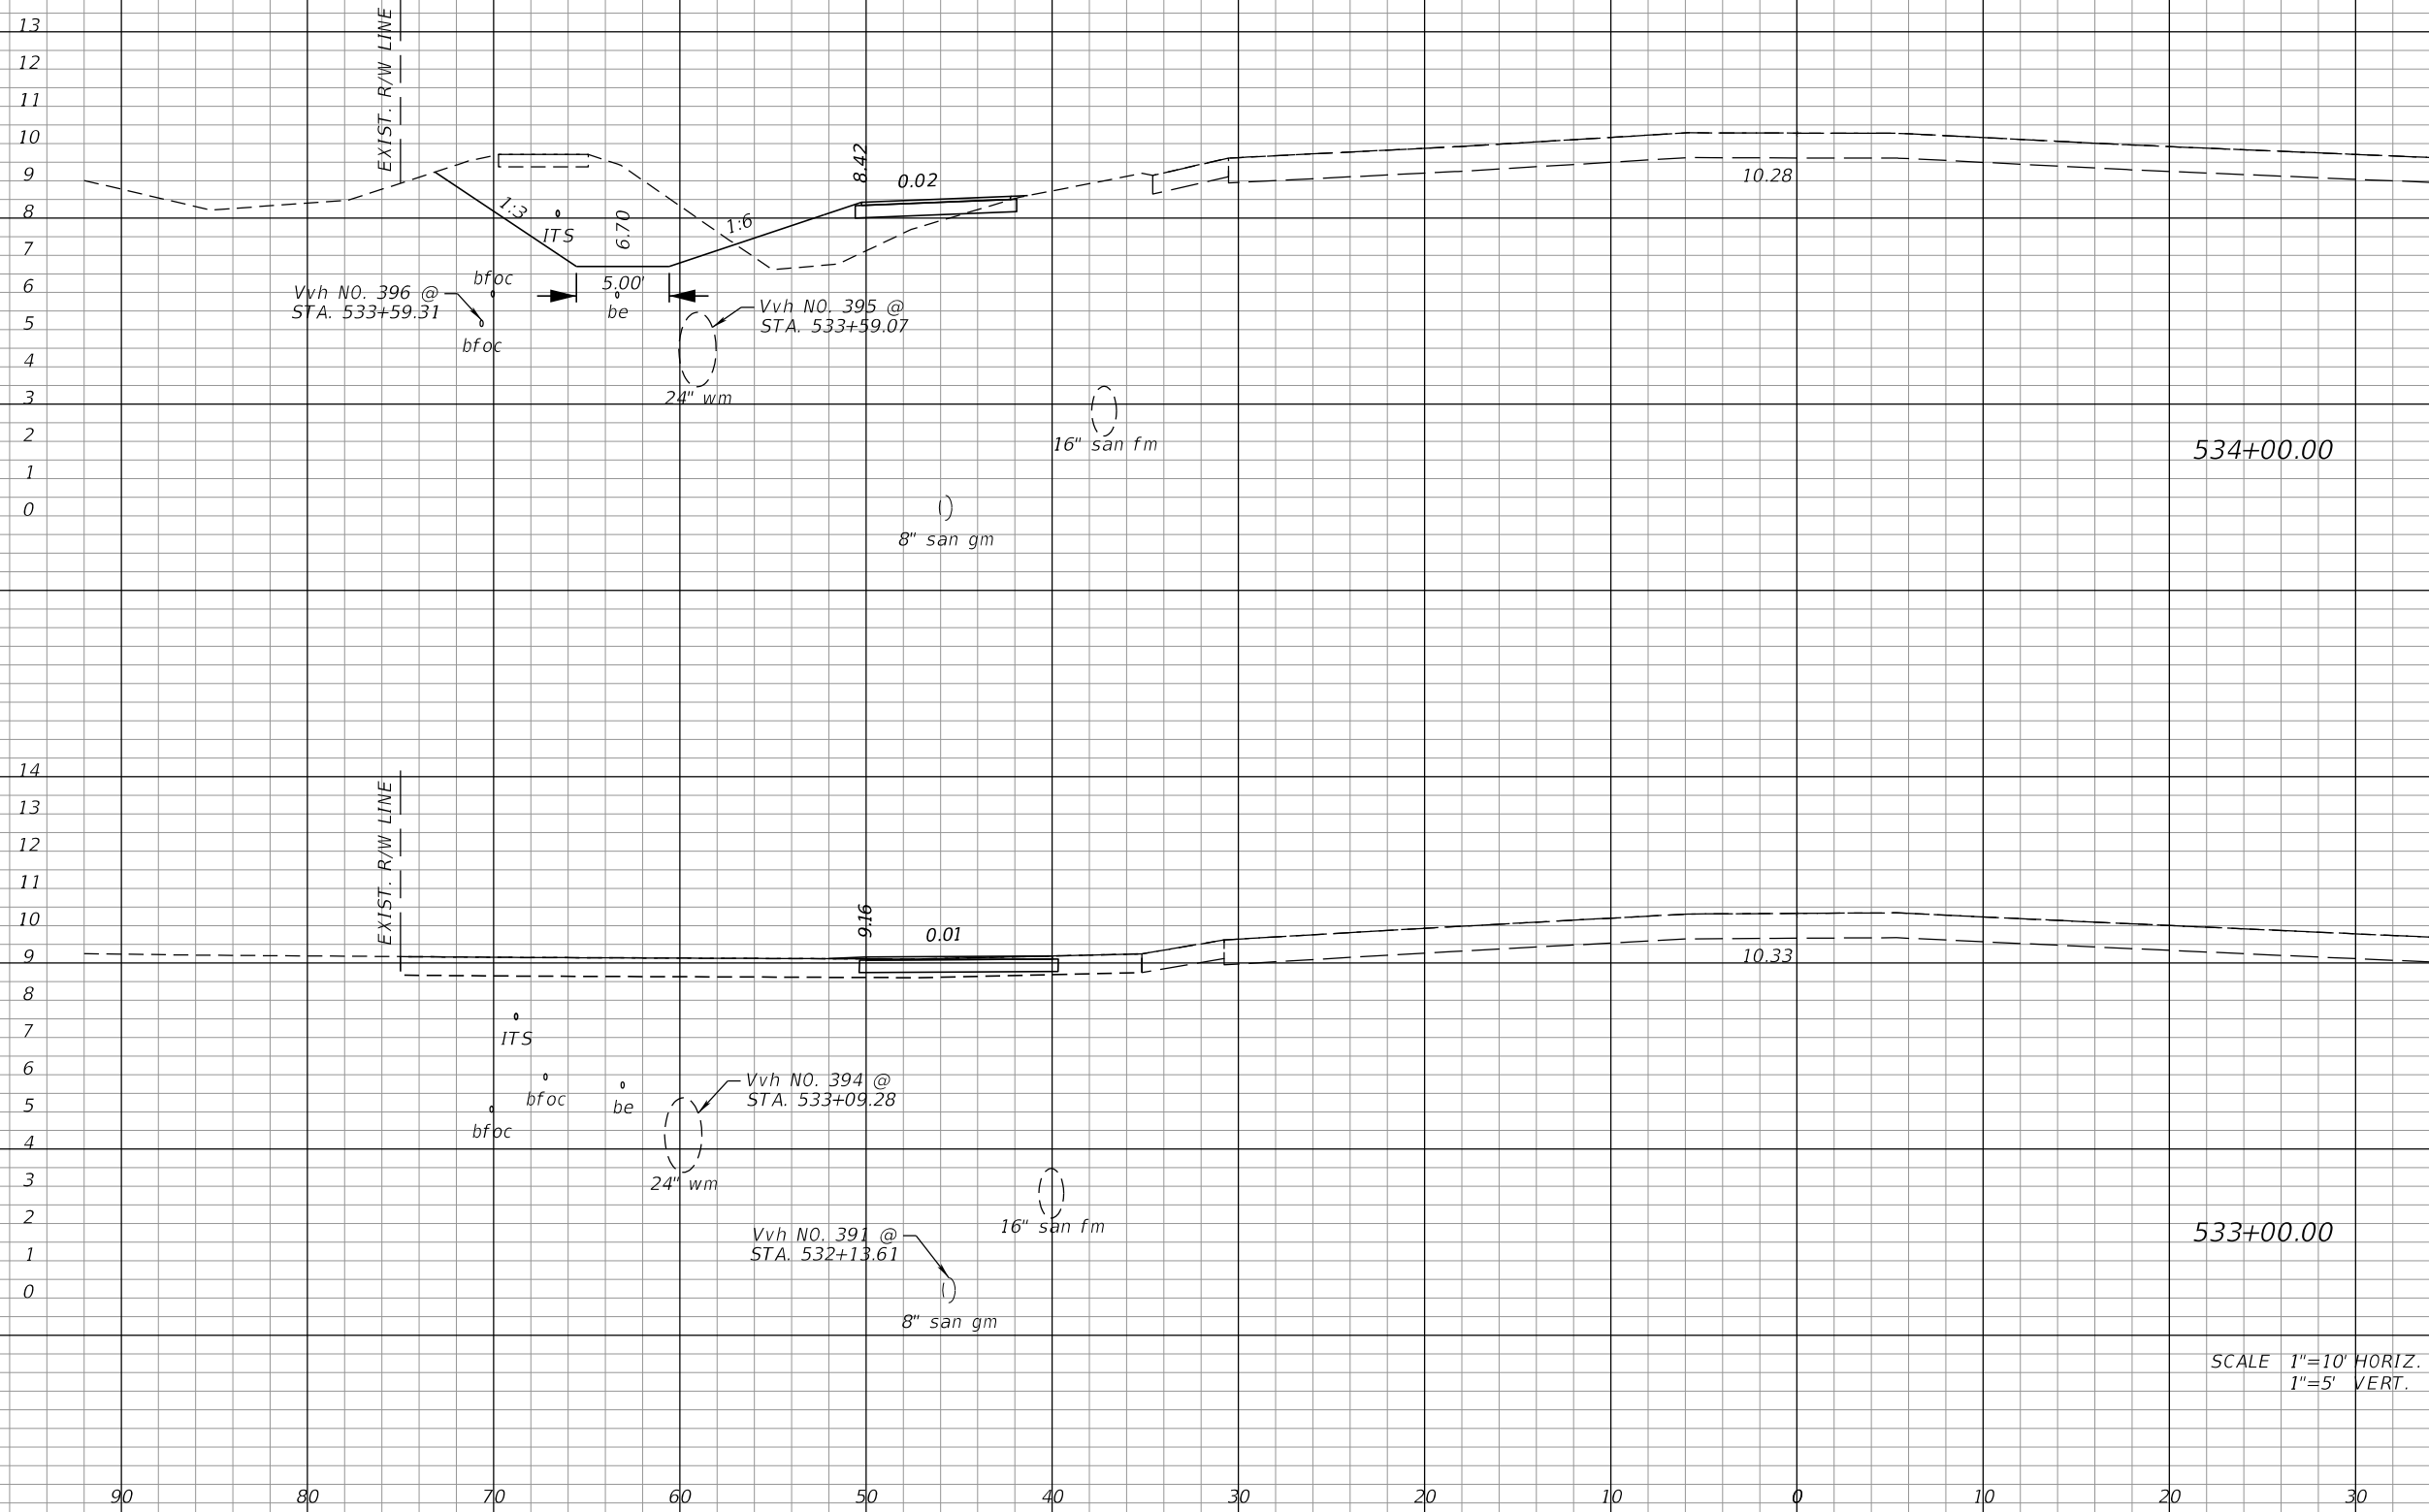 13
12
11
10
9
8
7
6
5
4
3
2
1
0
EXIST. R/W LINE
1:3
ITS
6.70
1:6
8.42
0.02
10.28
bfoc
Vvh NO. 396 @
STA. 533+59.31
bfoc
5.00'
be
Vvh NO. 395 @
STA. 533+59.07
24" wm
16" san fm
8" san gm
534+00.00
14
13
12
11
10
9
8
7
6
5
4
3
2
1
0
EXIST. R/W LINE
9.16
0.01
10.33
ITS
bfoc
bfoc
be
Vvh NO. 394 @
STA. 533+09.28
24" wm
16" san fm
Vvh NO. 391 @
STA. 532+13.61
8" san gm
533+00.00
SCALE 1"=10' HORIZ.
1"=5' VERT.
90 80 70 60 50 40 30 20 10 0 10 20 30